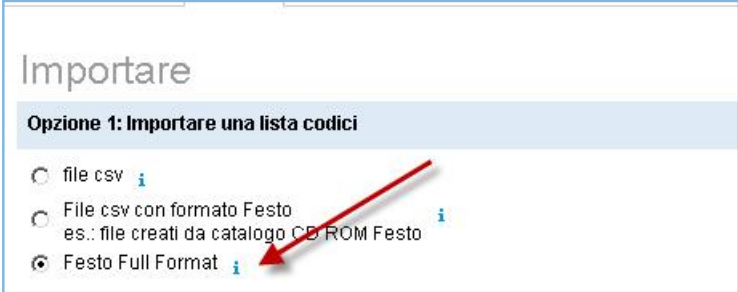 Importare
Opzione 1: Importare una lista codici
file csv i
File csv con formato Festo i
es.: file creati da catalogo CD ROM Festo
Festo Full Format i